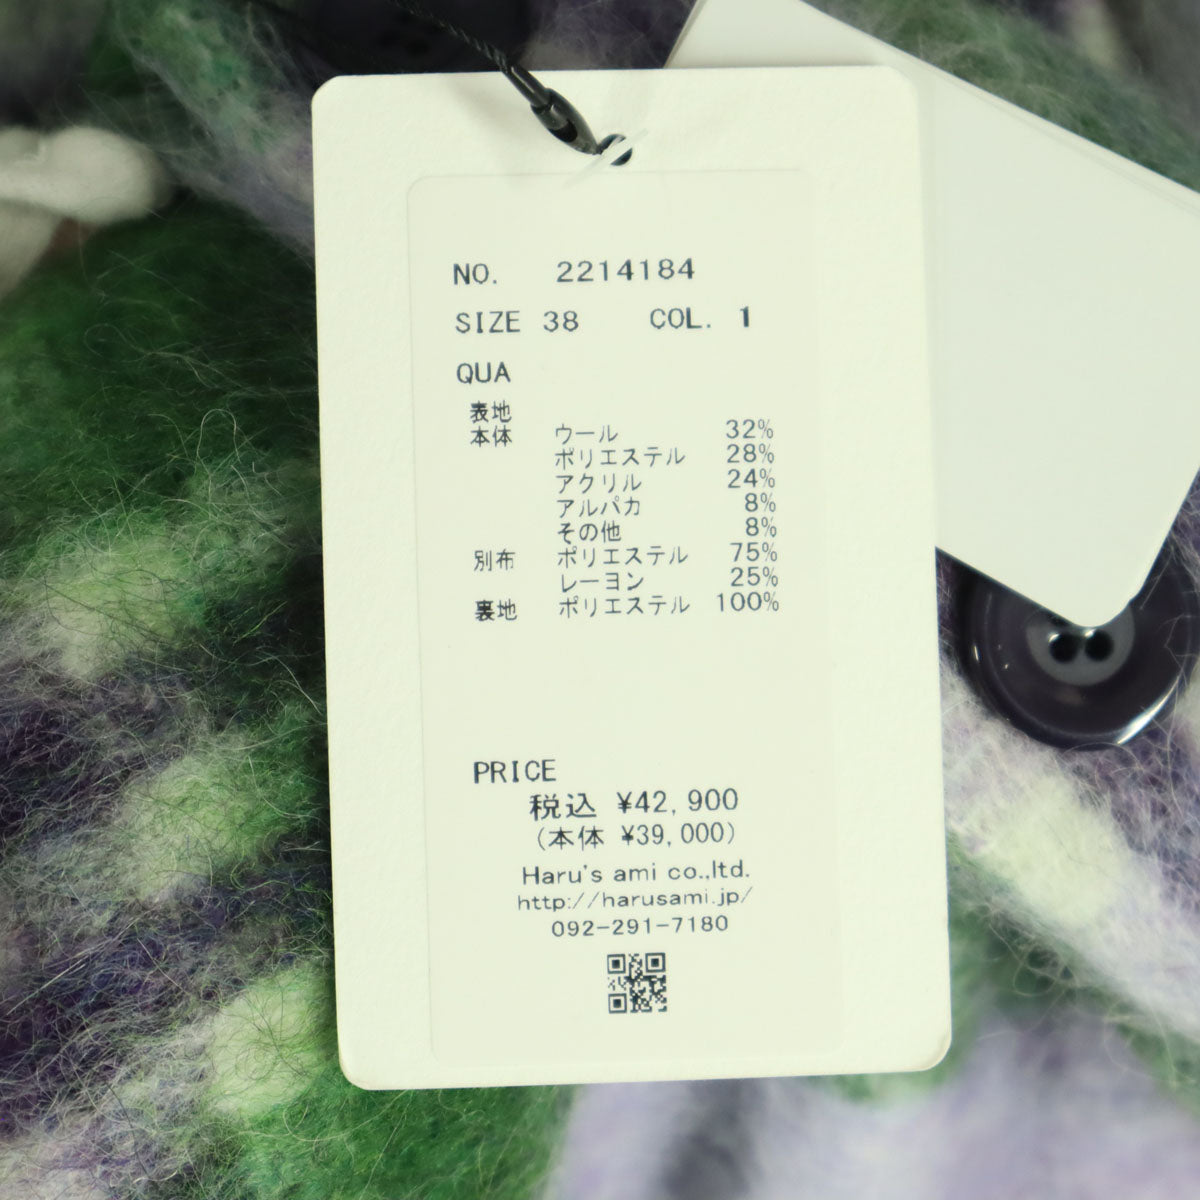 NO. 2214184
SIZE 38 COL. 1
QUA
表地
本体 ウール 32%
ポリエステル 28%
アクリル 24%
アルパカ 8%
その他 8%
別布 ポリエステル 75%
レーヨン 25%
裏地 ポリエステル 100%
PRICE
税込 ¥42,900
(本体 ¥39,000)
Haru's ami co.,ltd.
http://harusami.jp/
092-291-7180